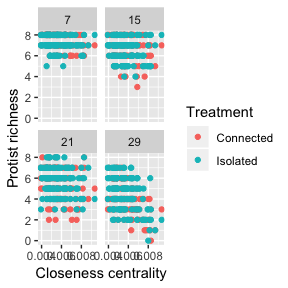 7 15
8
6
4
2
0
21 29
8
6
4
2
0
Protist richness
Closeness centrality
Treatment
Connected
Isolated